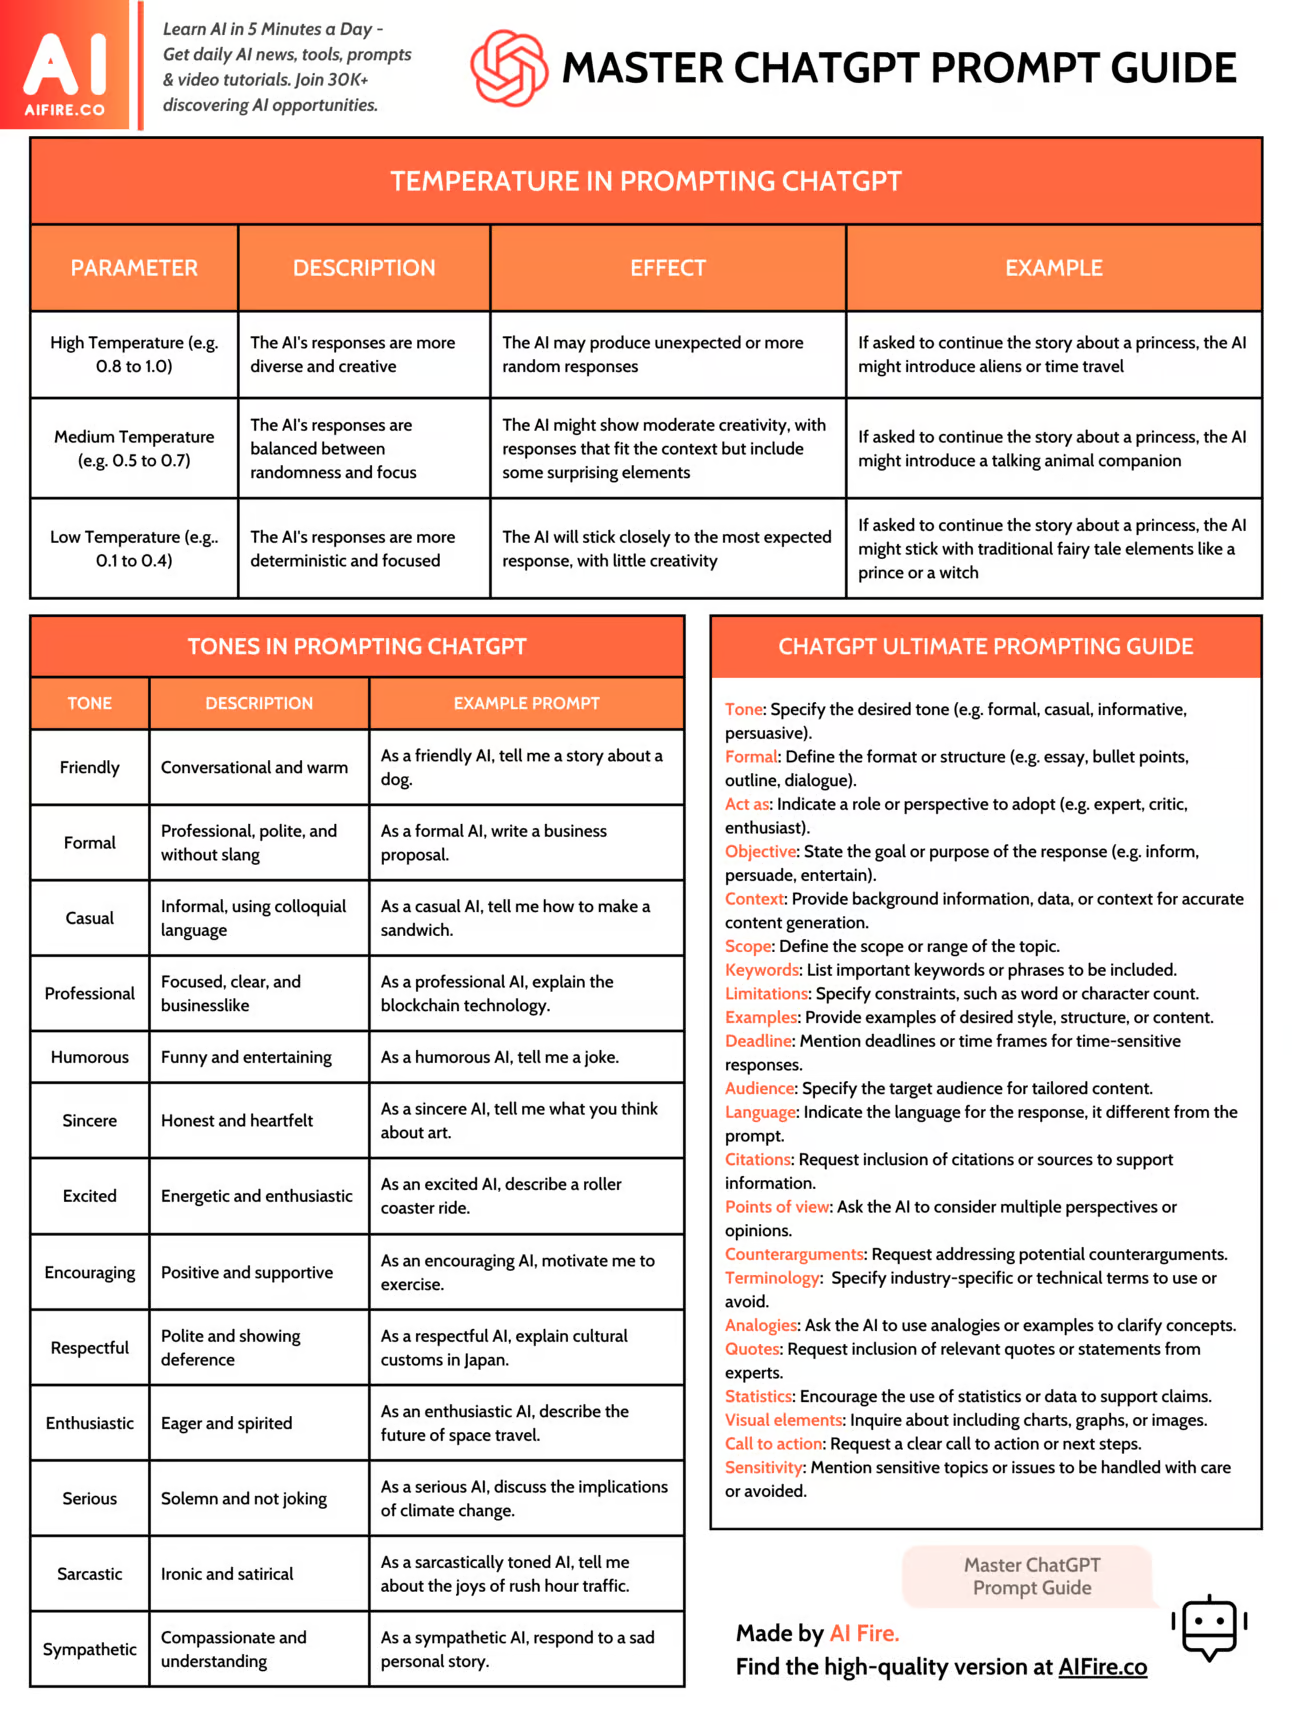 AI
AIFIRE.CO
Learn AI in 5 Minutes a Day -
Get daily AI news, tools, prompts
& video tutorials. Join 30K+
discovering AI opportunities.
MASTER CHATGPT PROMPT GUIDE
TEMPERATURE IN PROMPTING CHATGPT
PARAMETER
DESCRIPTION
EFFECT
EXAMPLE
High Temperature (e.g.
0.8 to 1.0)
The AI's responses are more
diverse and creative
The AI may produce unexpected or more
random responses
If asked to continue the story about a princess, the AI
might introduce aliens or time travel
Medium Temperature
(e.g. 0.5 to 0.7)
The AI's responses are
balanced between
randomness and focus
The AI might show moderate creativity, with
responses that fit the context but include
some surprising elements
If asked to continue the story about a princess, the AI
might introduce a talking animal companion
Low Temperature (e.g..
0.1 to 0.4)
The AI's responses are more
deterministic and focused
The AI will stick closely to the most expected
response, with little creativity
If asked to continue the story about a princess, the AI
might stick with traditional fairy tale elements like a
prince or a witch
TONES IN PROMPTING CHATGPT
TONE
DESCRIPTION
EXAMPLE PROMPT
Friendly
Conversational and warm
As a friendly AI, tell me a story about a
dog.
Formal
Professional, polite, and
without slang
As a formal AI, write a business
proposal.
Casual
Informal, using colloquial
language
As a casual AI, tell me how to make a
sandwich.
Professional
Focused, clear, and
businesslike
As a professional AI, explain the
blockchain technology.
Humorous
Funny and entertaining
As a humorous AI, tell me a joke.
Sincere
Honest and heartfelt
As a sincere AI, tell me what you think
about art.
Excited
Energetic and enthusiastic
As an excited AI, describe a roller
coaster ride.
Encouraging
Positive and supportive
As an encouraging AI, motivate me to
exercise.
Respectful
Polite and showing
deference
As a respectful AI, explain cultural
customs in Japan.
Enthusiastic
Eager and spirited
As an enthusiastic AI, describe the
future of space travel.
Serious
Solemn and not joking
As a serious AI, discuss the implications
of climate change.
Sarcastic
Ironic and satirical
As a sarcastically toned AI, tell me
about the joys of rush hour traffic.
Sympathetic
Compassionate and
understanding
As a sympathetic AI, respond to a sad
personal story.
CHATGPT ULTIMATE PROMPTING GUIDE
Tone: Specify the desired tone (e.g. formal, casual, informative,
persuasive).
Formal: Define the format or structure (e.g. essay, bullet points,
outline, dialogue).
Act as: Indicate a role or perspective to adopt (e.g. expert, critic,
enthusiast).
Objective: State the goal or purpose of the response (e.g. inform,
persuade, entertain).
Context: Provide background information, data, or context for accurate
content generation.
Scope: Define the scope or range of the topic.
Keywords: List important keywords or phrases to be included.
Limitations: Specify constraints, such as word or character count.
Examples: Provide examples of desired style, structure, or content.
Deadline: Mention deadlines or time frames for time-sensitive
responses.
Audience: Specify the target audience for tailored content.
Language: Indicate the language for the response, it different from the
prompt.
Citations: Request inclusion of citations or sources to support
information.
Points of view: Ask the AI to consider multiple perspectives or
opinions.
Counterarguments: Request addressing potential counterarguments.
Terminology: Specify industry-specific or technical terms to use or
avoid.
Analogies: Ask the AI to use analogies or examples to clarify concepts.
Quotes: Request inclusion of relevant quotes or statements from
experts.
Statistics: Encourage the use of statistics or data to support claims.
Visual elements: Inquire about including charts, graphs, or images.
Call to action: Request a clear call to action or next steps.
Sensitivity: Mention sensitive topics or issues to be handled with care
or avoided.
Master ChatGPT
Prompt Guide
Made by AI Fire.
Find the high-quality version at AIFire.co